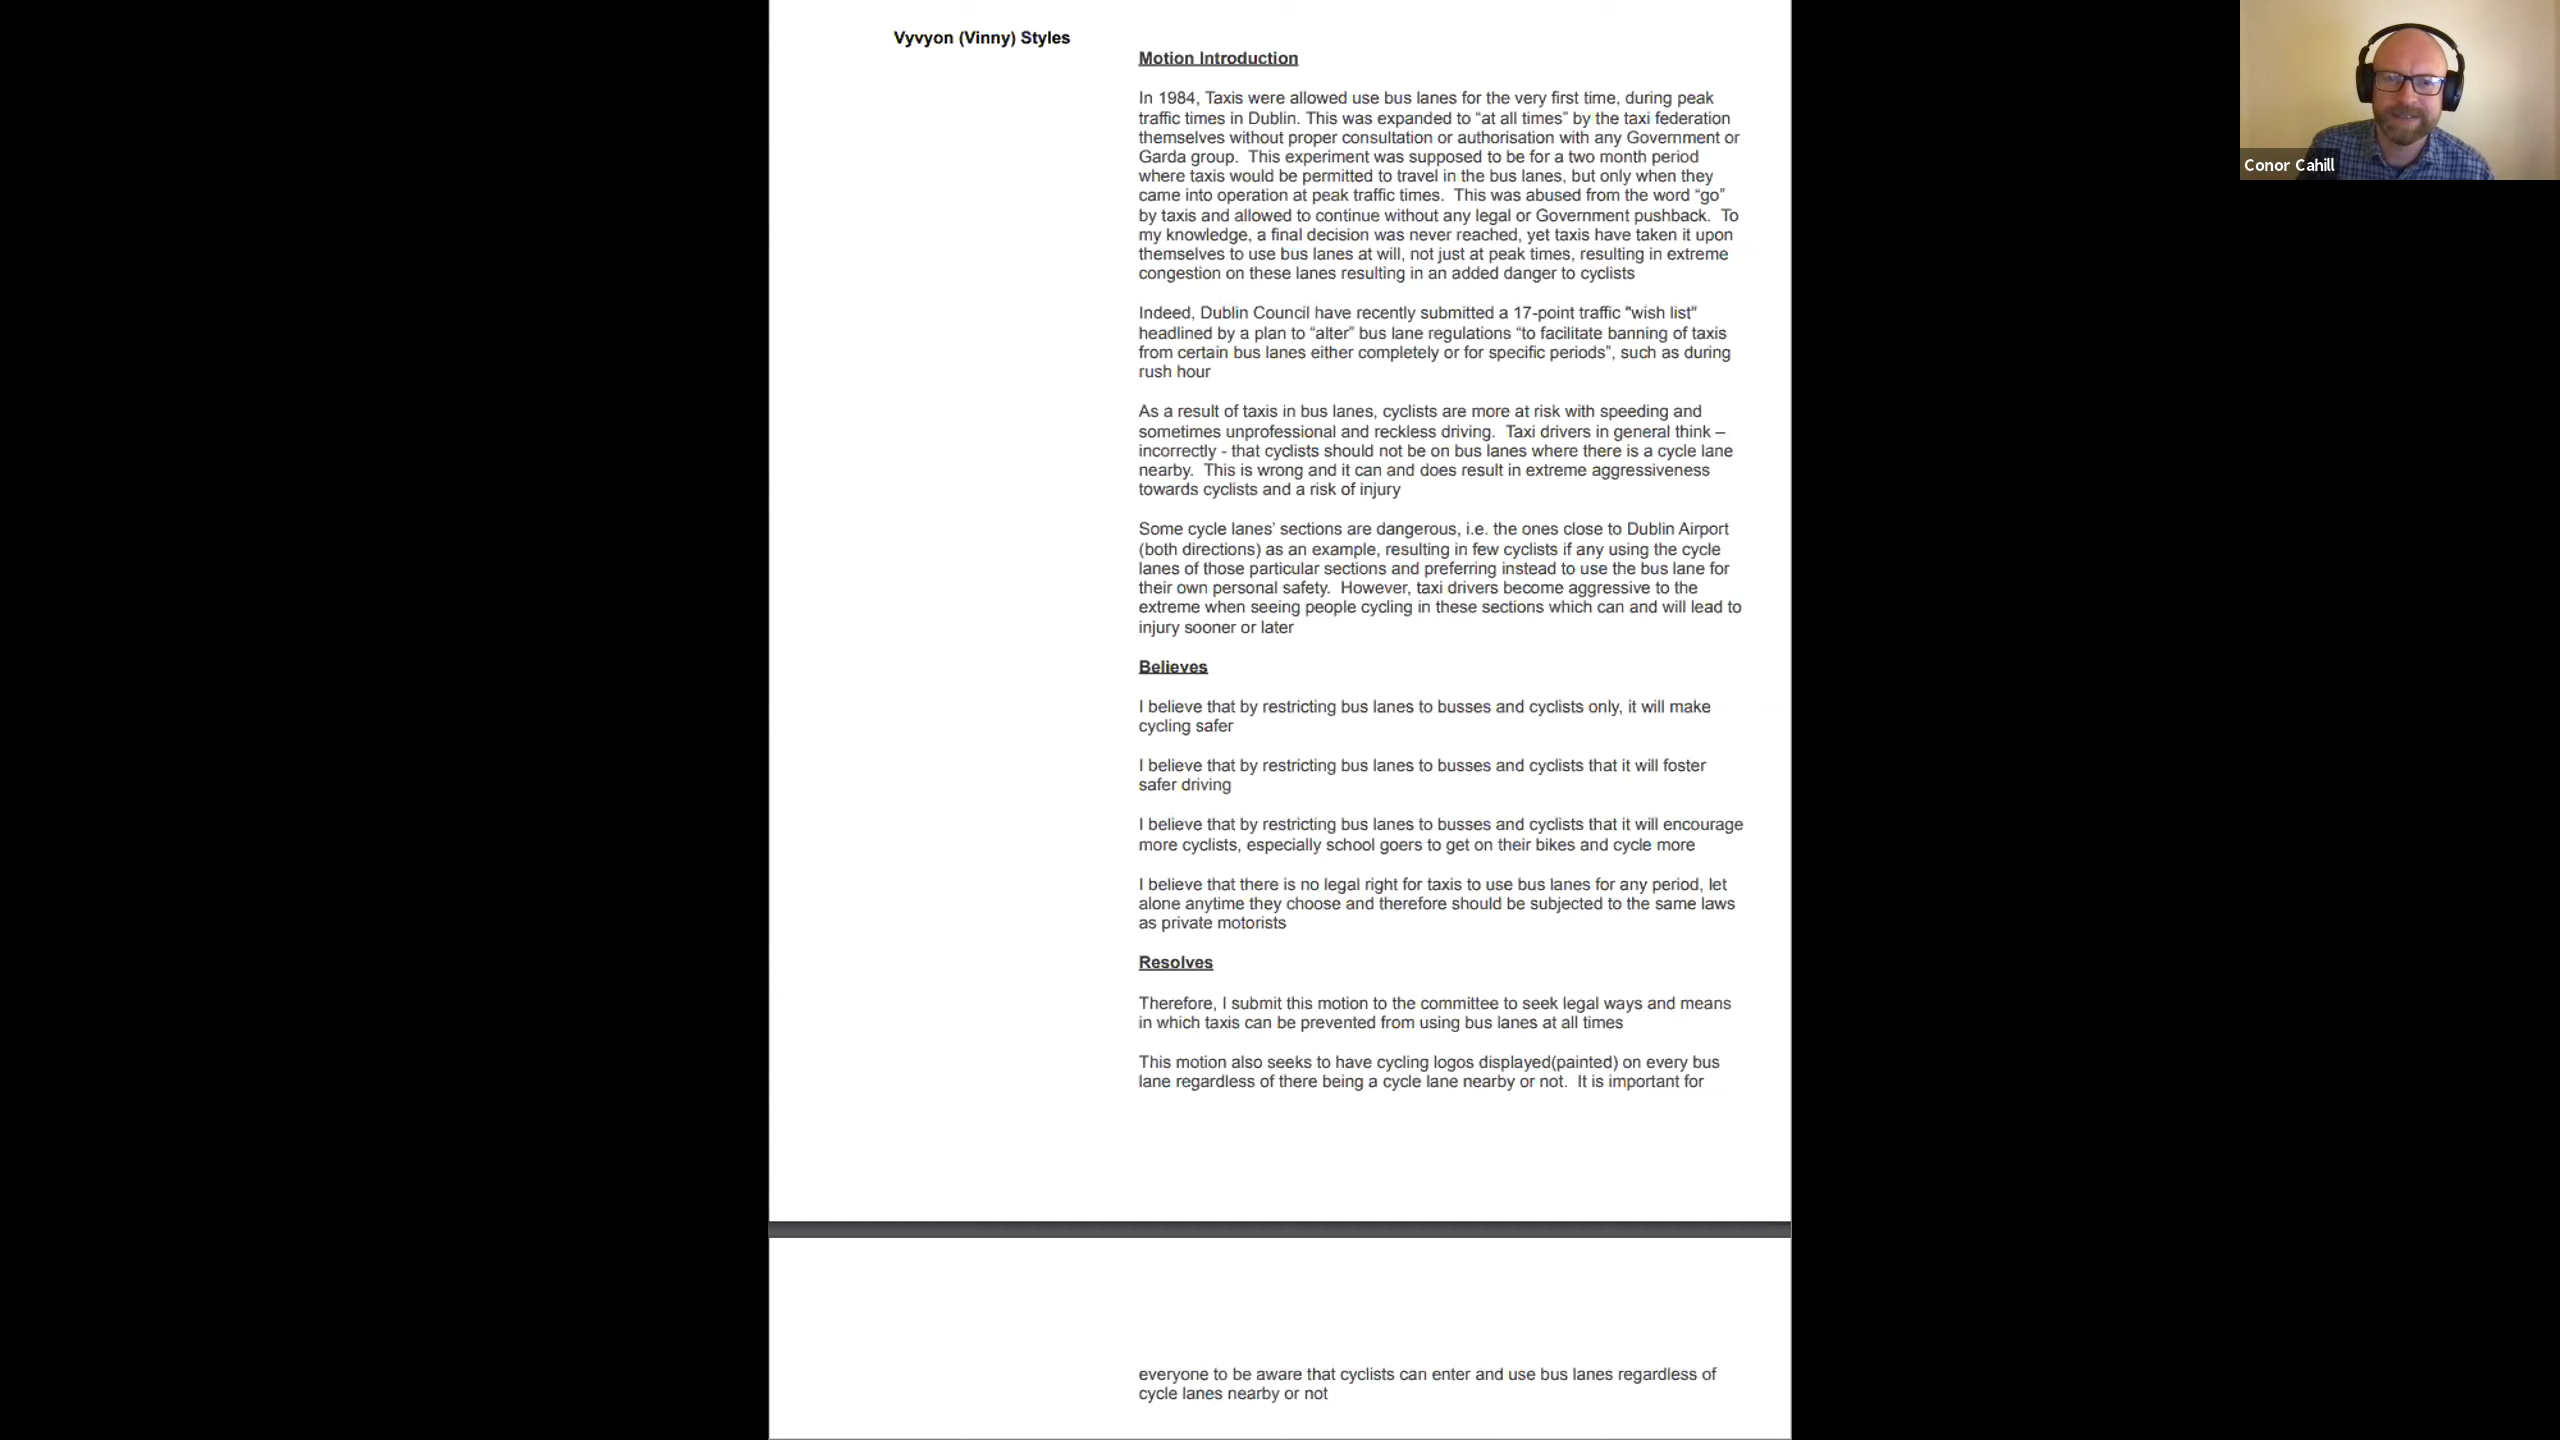 Vyvyon (Vinny) Styles
Motion Introduction
In 1984, Taxis were allowed use bus lanes for the very first time, during peak
traffic times in Dublin. This was expanded to “at all times” by the taxi federation
themselves without proper consultation or authorisation with any Government or
Garda group.  This experiment was supposed to be for a two month period
where taxis would be permitted to travel in the bus lanes, but only when they
came into operation at peak traffic times.  This was abused from the word “go”
by taxis and allowed to continue without any legal or Government pushback.  To
my knowledge, a final decision was never reached, yet taxis have taken it upon
themselves to use bus lanes at will, not just at peak times, resulting in extreme
congestion on these lanes resulting in an added danger to cyclists
Indeed, Dublin Council have recently submitted a 17-point traffic "wish list"
headlined by a plan to “alter” bus lane regulations “to facilitate banning of taxis
from certain bus lanes either completely or for specific periods”, such as during
rush hour
As a result of taxis in bus lanes, cyclists are more at risk with speeding and
sometimes unprofessional and reckless driving.  Taxi drivers in general think –
incorrectly - that cyclists should not be on bus lanes where there is a cycle lane
nearby.  This is wrong and it can and does result in extreme aggressiveness
towards cyclists and a risk of injury
Some cycle lanes’ sections are dangerous, i.e. the ones close to Dublin Airport
(both directions) as an example, resulting in few cyclists if any using the cycle
lanes of those particular sections and preferring instead to use the bus lane for
their own personal safety.  However, taxi drivers become aggressive to the
extreme when seeing people cycling in these sections which can and will lead to
injury sooner or later
Believes
I believe that by restricting bus lanes to busses and cyclists only, it will make
cycling safer
I believe that by restricting bus lanes to busses and cyclists that it will foster
safer driving
I believe that by restricting bus lanes to busses and cyclists that it will encourage
more cyclists, especially school goers to get on their bikes and cycle more
I believe that there is no legal right for taxis to use bus lanes for any period, let
alone anytime they choose and therefore should be subjected to the same laws
as private motorists
Resolves
Therefore, I submit this motion to the committee to seek legal ways and means
in which taxis can be prevented from using bus lanes at all times
This motion also seeks to have cycling logos displayed(painted) on every bus
lane regardless of there being a cycle lane nearby or not.  It is important for
everyone to be aware that cyclists can enter and use bus lanes regardless of
cycle lanes nearby or not
Conor Cahill